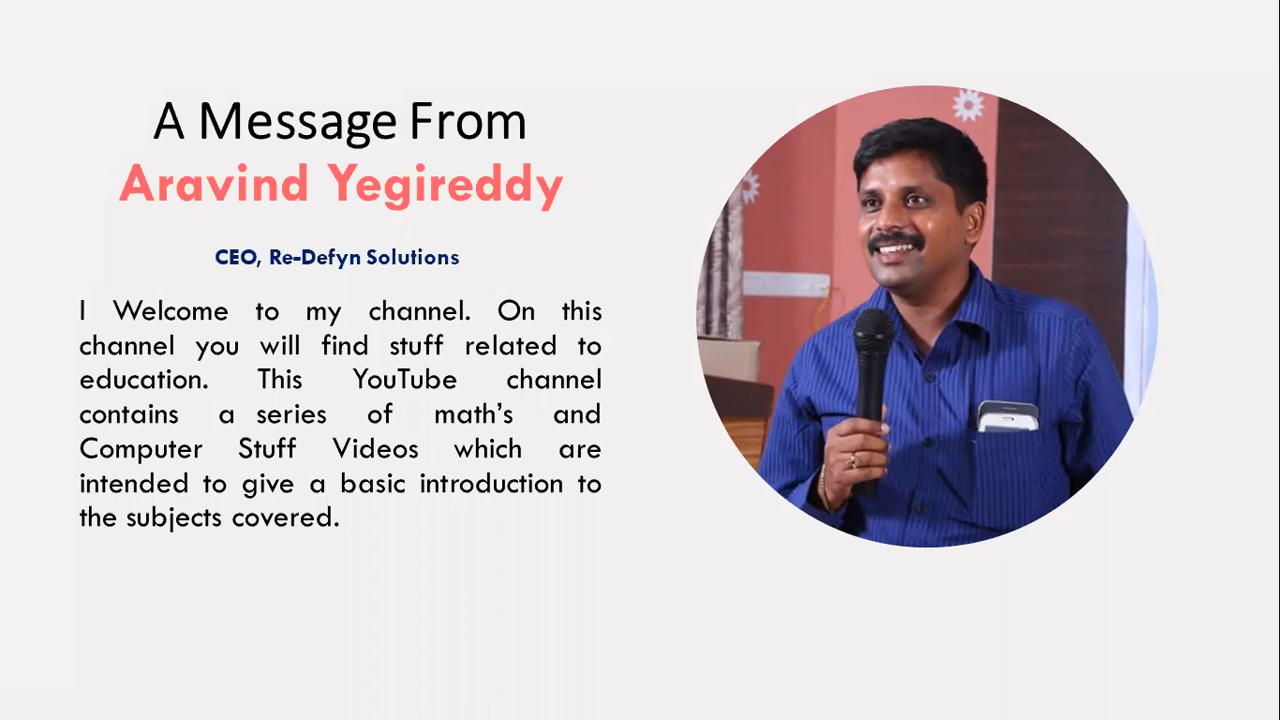 A Message From
Aravind Yegireddy
CEO, Re-Defyn Solutions
I Welcome to my channel. On this
channel you will find stuff related to
education. This YouTube channel
contains a series of math’s and
Computer Stuff Videos which are
intended to give a basic introduction to
the subjects covered.